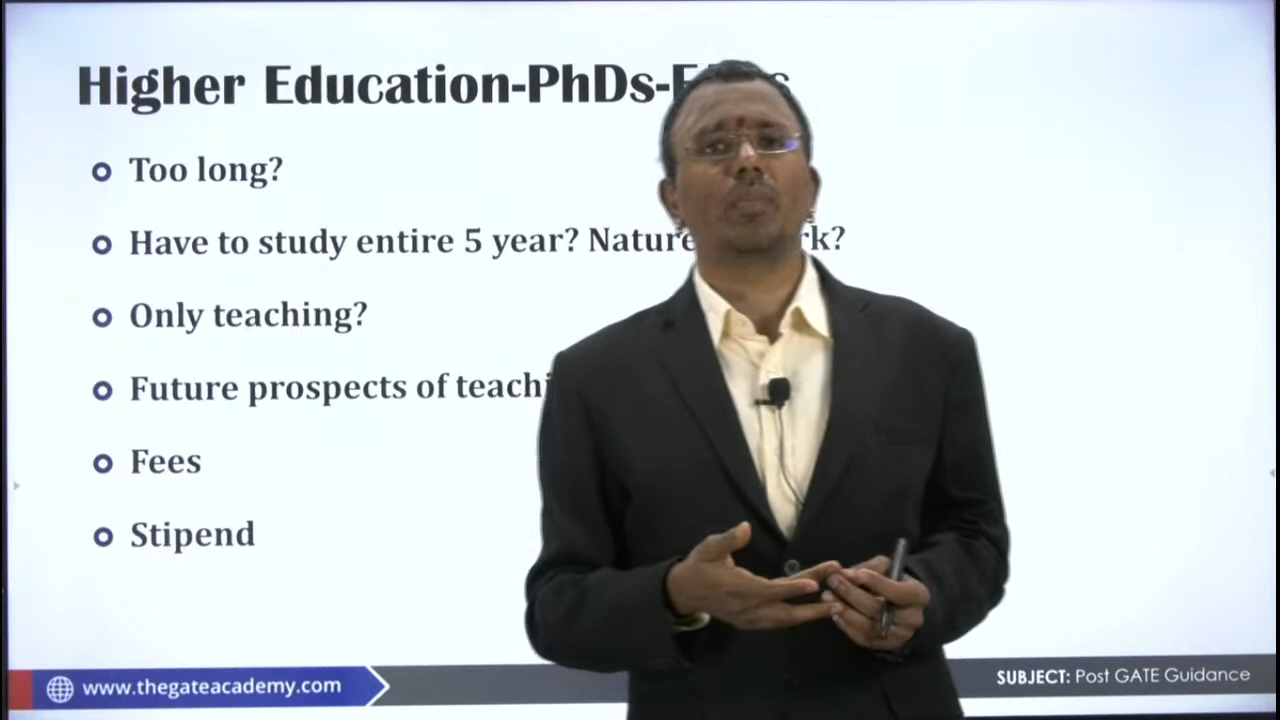 Higher Education-PhDs-
Too long?
Have to study entire 5 year? Nature
Only teaching?
Future prospects of
Fees
Stipend
www.thegateacademy.com
SUBJECT: Post GATE Guidance